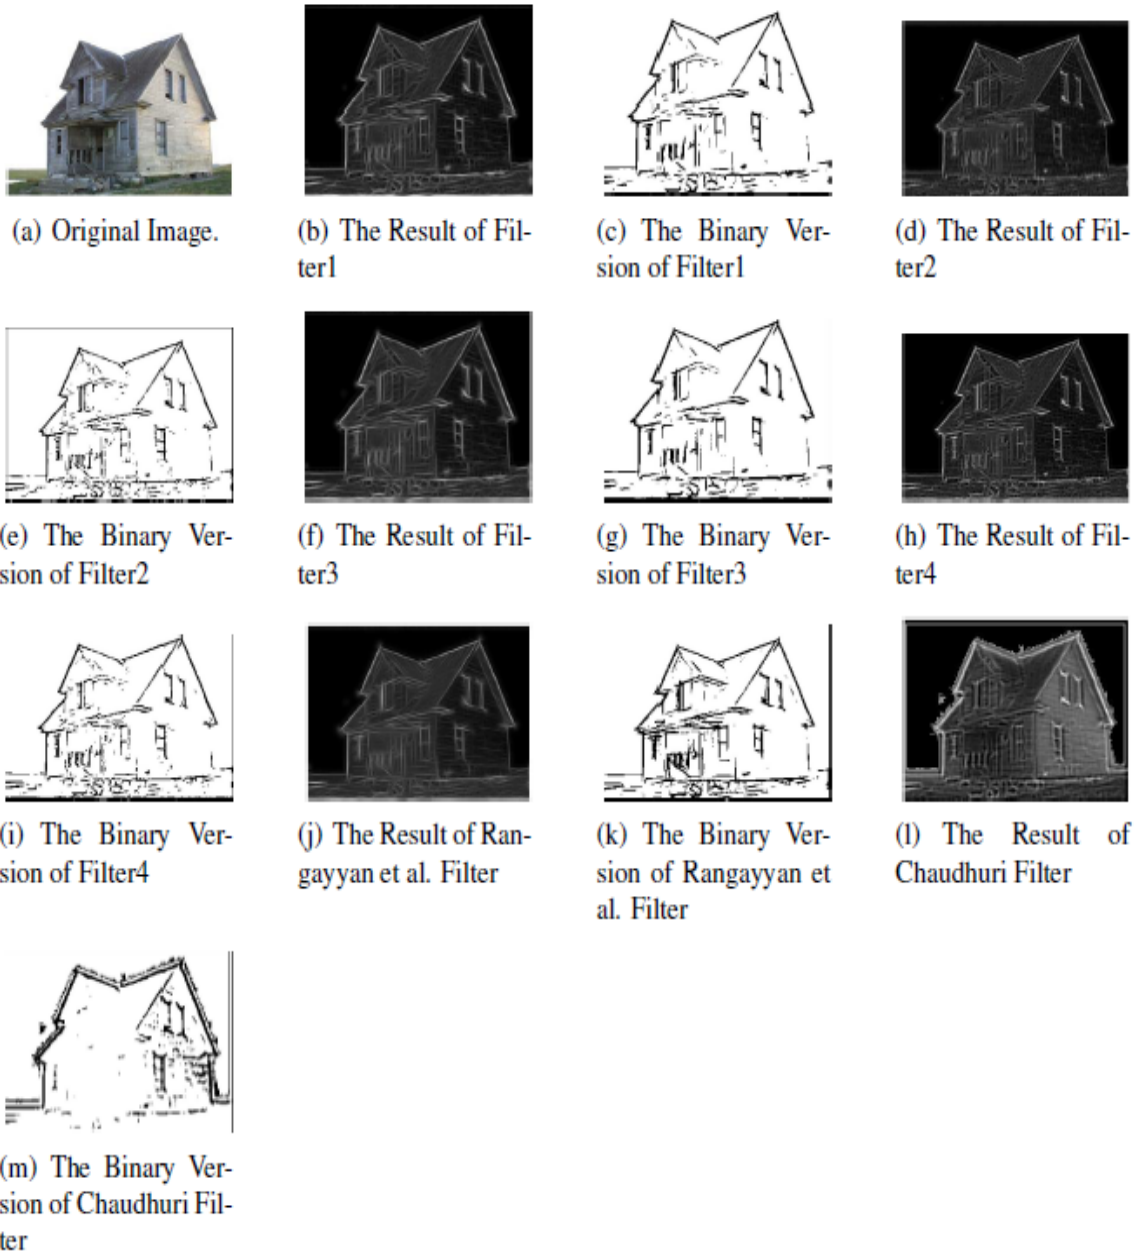 (a) Original Image.
(b) The Result of Fil-
ter1
(c) The Binary Ver-
sion of Filter1
(d) The Result of Fil-
ter2
(e) The Binary Ver-
sion of Filter2
(f) The Result of Fil-
ter3
(g) The Binary Ver-
sion of Filter3
(h) The Result of Fil-
ter4
(i) The Binary Ver-
sion of Filter4
(j) The Result of Ran-
gayyan et al. Filter
(k) The Binary Ver-
sion of Rangayyan et
al. Filter
(l) The Result of
Chaudhuri Filter
(m) The Binary Ver-
sion of Chaudhuri Fil-
ter